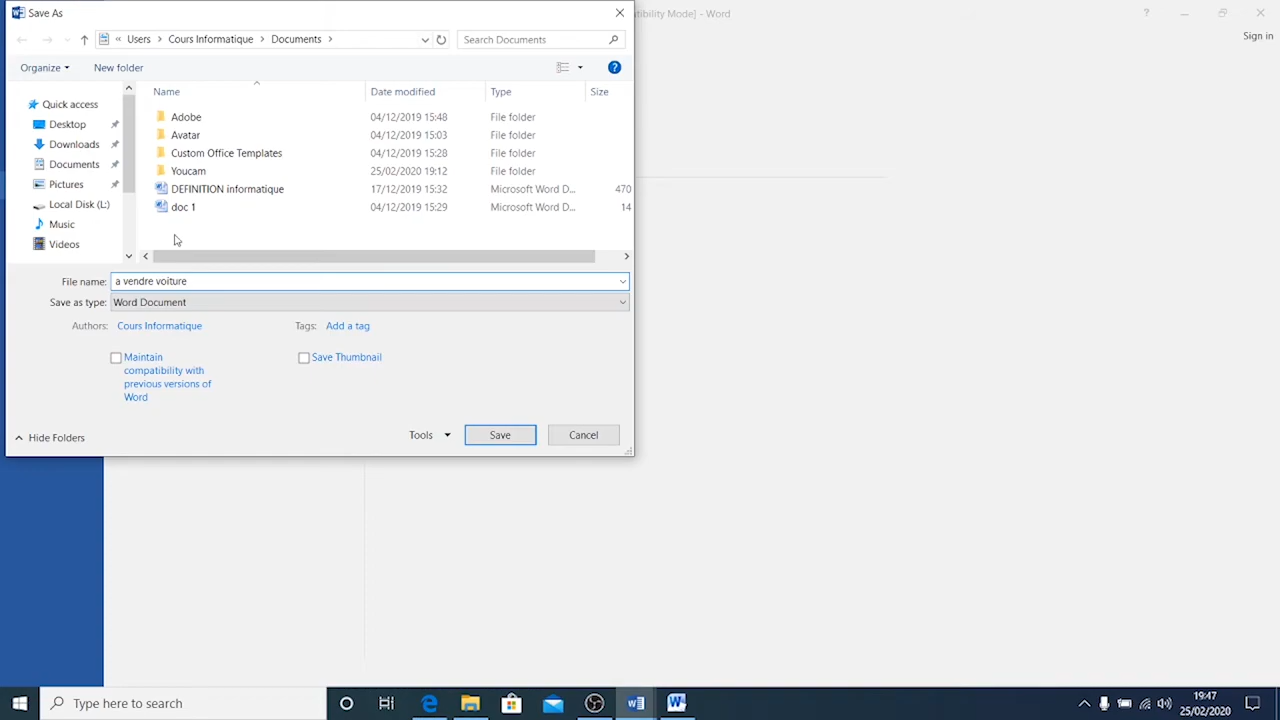 Save As
atibility Mode] - Word
?
Sign in
« Users > Cours Informatique > Documents >
Search Documents
Organize
New folder
?
Name
Date modified
Type
Size
Quick access
Desktop
Downloads
Documents
Pictures
Local Disk (L:)
Music
Videos
Adobe 04/12/2019 15:48 File folder
Avatar 04/12/2019 15:03 File folder
Custom Office Templates 04/12/2019 15:28 File folder
Youcam 25/02/2020 19:12 File folder
DEFINITION informatique 17/12/2019 15:32 Microsoft Word D... 470
doc 1 04/12/2019 15:29 Microsoft Word D... 14
File name: a vendre voiture
Save as type: Word Document
Authors: Cours Informatique
Tags: Add a tag
Maintain
compatibility with
previous versions of
Word
Save Thumbnail
Hide Folders
Tools
Save
Cancel
Type here to search
19:47
25/02/2020